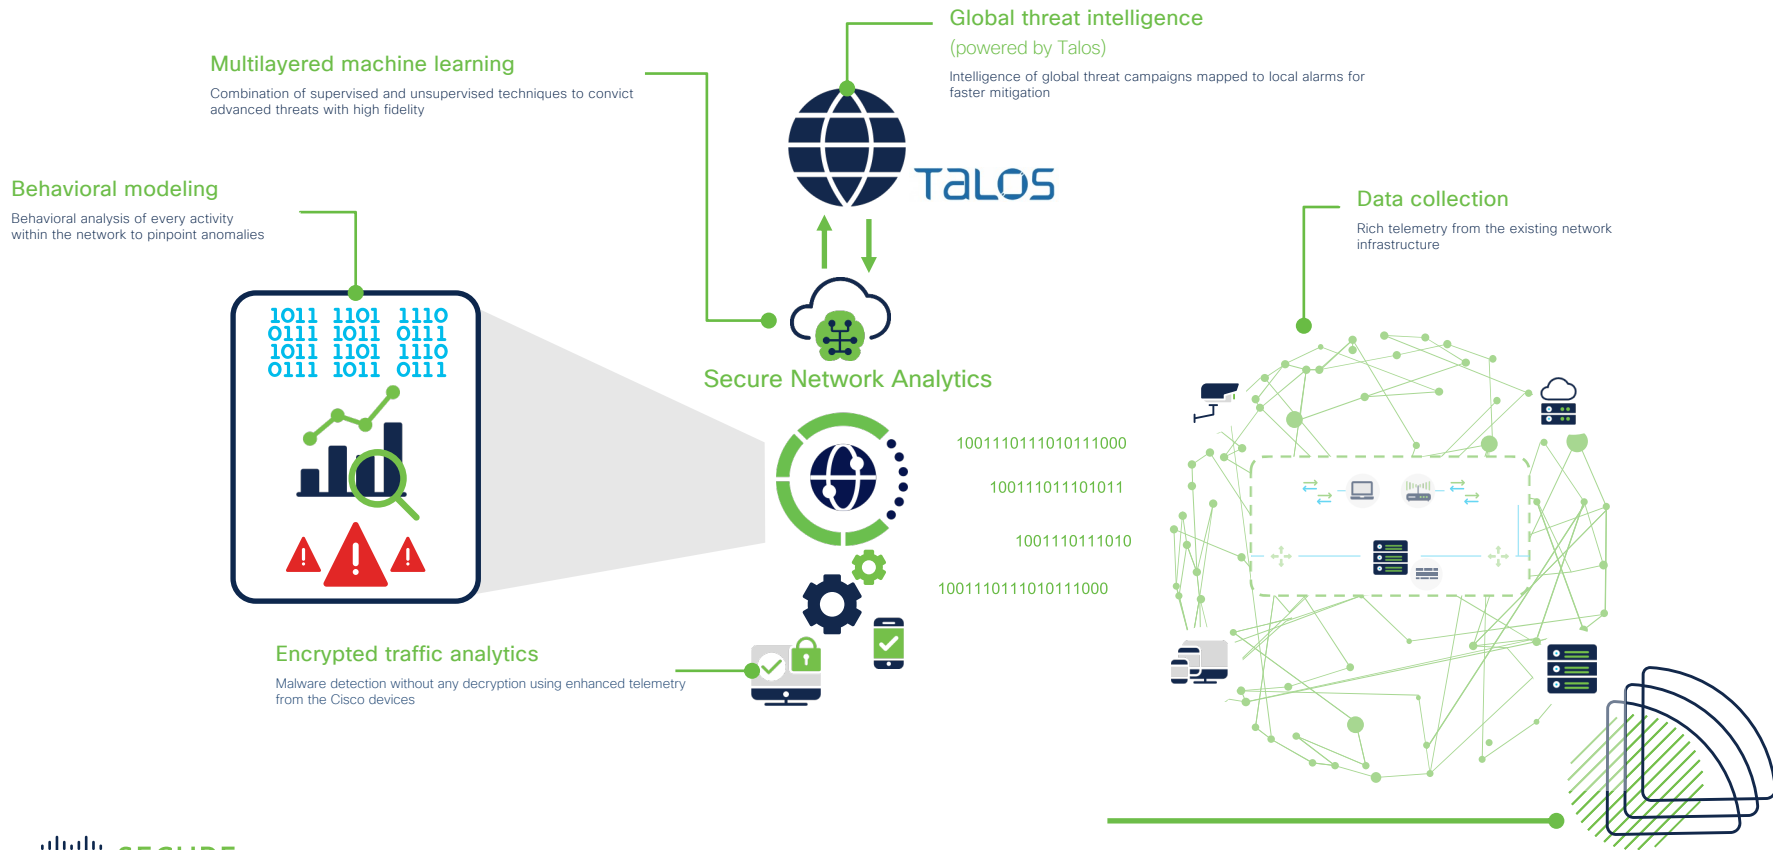 Global threat intelligence
(powered by Talos)
Intelligence of global threat campaigns mapped to local alarms for
faster mitigation
Multilayered machine learning
Combination of supervised and unsupervised techniques to convict
advanced threats with high fidelity
TALOS
Behavioral modeling
Behavioral analysis of every activity
within the network to pinpoint anomalies
Data collection
Rich telemetry from the existing network
infrastructure
1011 1101 1110
0111 1011 0111
1011 1101 1110
0111 1011 0111
Secure Network Analytics
1001110111010111000
100111011101011
1001110111010
1001110111010111000
Encrypted traffic analytics
Malware detection without any decryption using enhanced telemetry
from the Cisco devices
SECURE